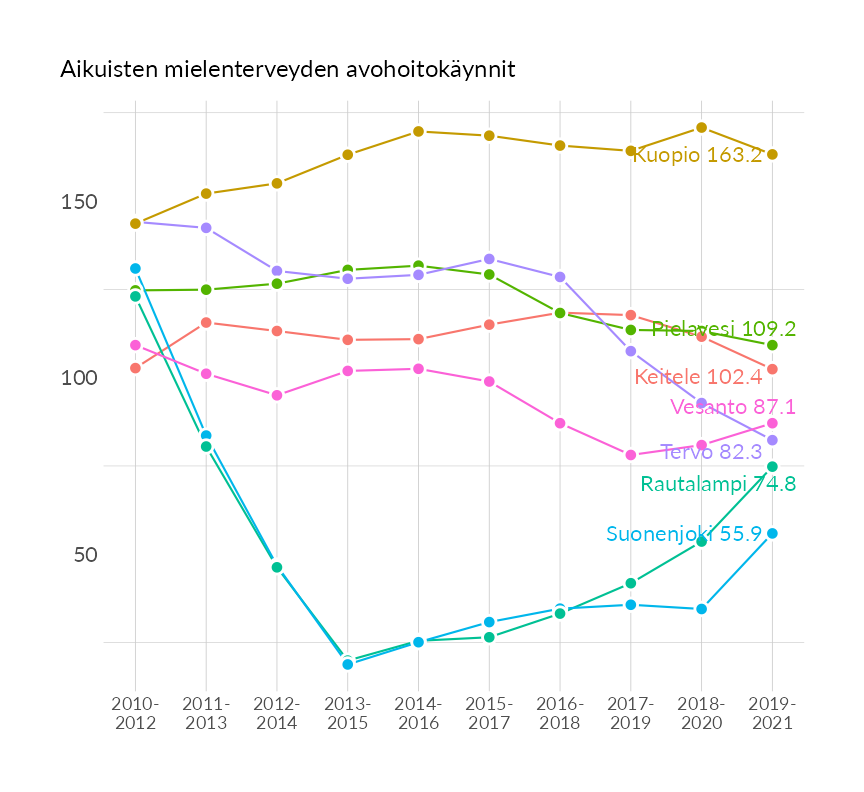 Aikuisten mielenterveyden avohoitokäynnit
Kuopio 163.2
150
Pielavesi 109.2
Keitele 102.4
100
Vesanto 87.1
Tervo 82.3
Rautalampi 74.8
Suonenjoki 55.9
50
2010- 2011- 2012- 2013- 2014- 2015- 2016- 2017- 2018- 2019-
2012 2013 2014 2015 2016 2017 2018 2019 2020 2021